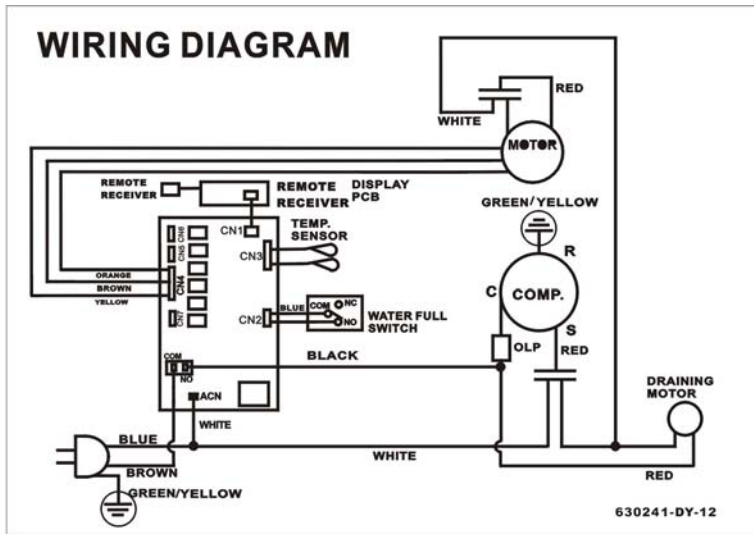 WIRING DIAGRAM
RED
WHITE
MOTOR
REMOTE
RECEIVER
REMOTE
RECEIVER
DISPLAY
PCB
GREEN/YELLOW
CN1
TEMP.
SENSOR
CN6
CN5
CN3
R
ORANGE
BROWN
YELLOW
CN4
C
COMP.
CN7
CN2
BLUE
COM
NC
NO
WATER FULL
SWITCH
S
OLP
RED
BLACK
COM
NO
DRAINING
MOTOR
ACN
WHITE
BLUE
WHITE
BROWN
RED
GREEN/YELLOW
630241-DY-12